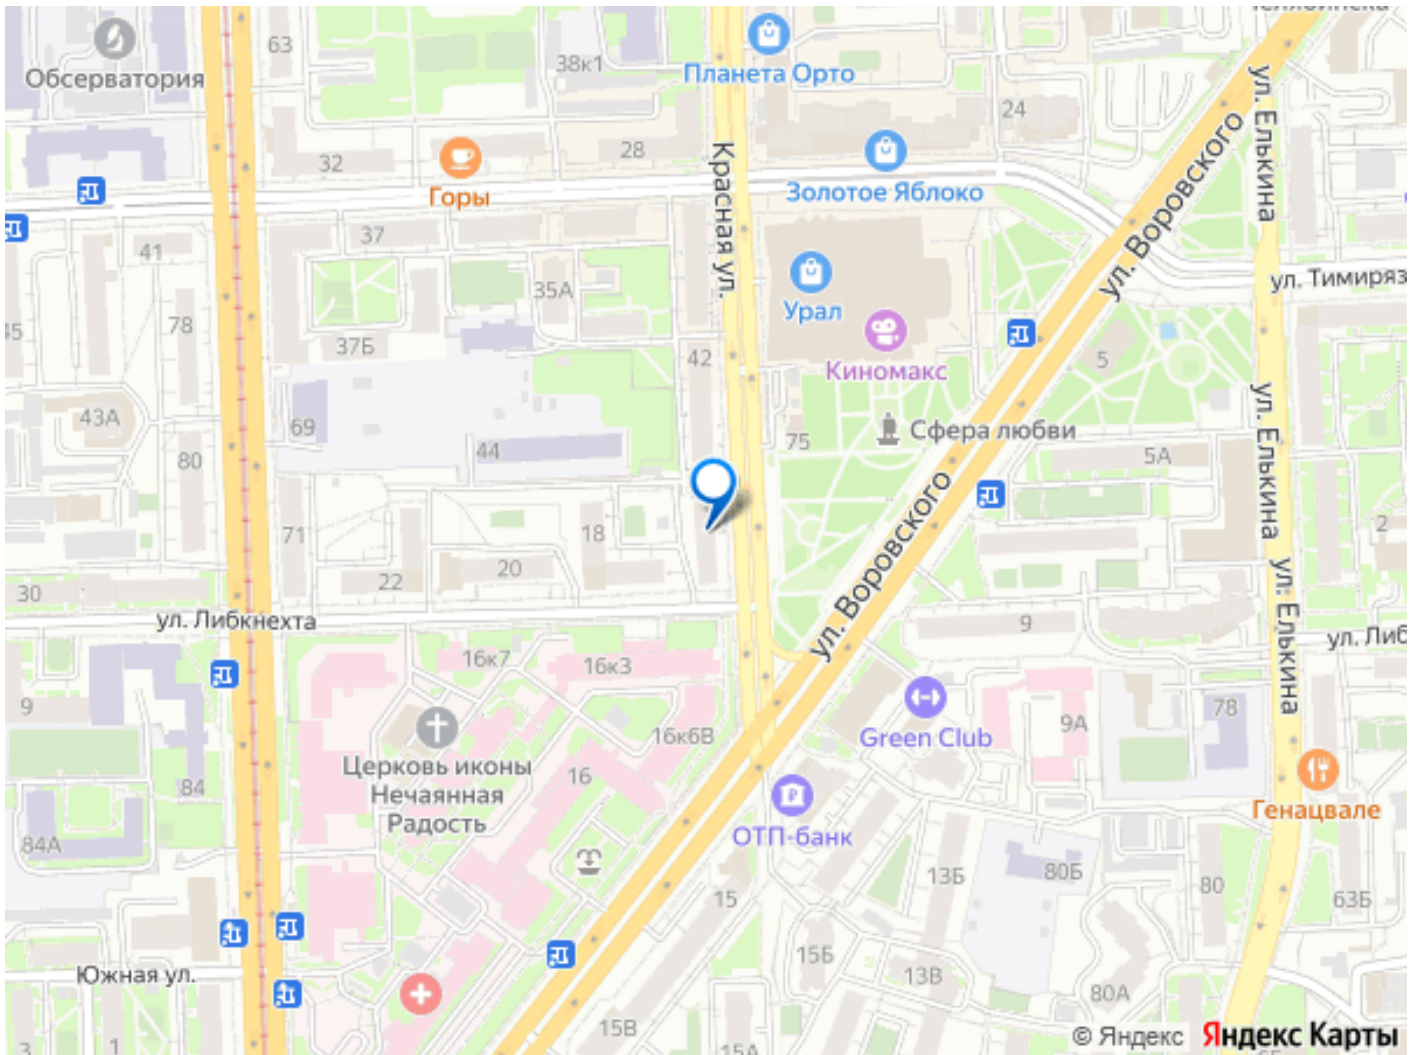 Обсерватория
63
38к1
Планета Орто
24
ул. Елькина
ул. Воровского
32
28
Горы
Красная ул.
Золотое Яблоко
41
37
35А
Урал
ул. Тимиряз
78
37Б
42
Киномакс
5
43А
69
44
75
Сфера любви
5А
ул. Елькина
80
71
18
ул. Воровского
2
30
22
20
ул. Либкнехта
9
ул. Елькина
ул. Либ
16к7
16к3
9
16к6В
Green Club
9А
78
Церковь иконы
Нечаянная
Радость
16
84
ОТП-банк
Генацвале
84А
15
13Б
80Б
80
63Б
Южная ул.
15Б
13В
80А
15В
© Яндекс
Яндекс Карты
3
1